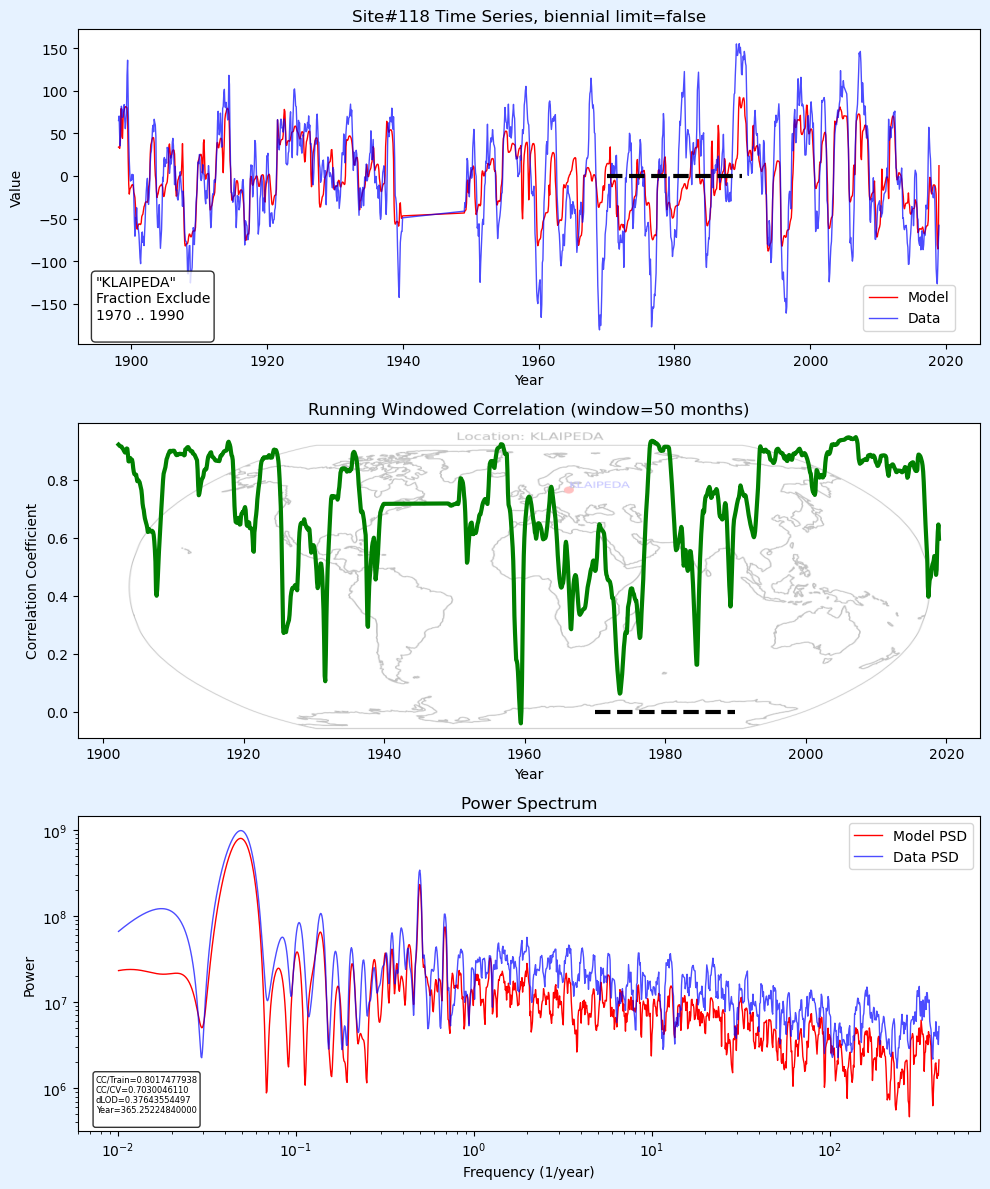 Site#118 Time Series, biennial limit=false
150
100
50
0
−50
−100
−150
Value
"KLAIPEDA"
Fraction Exclude
1970 .. 1990
Model
Data
1900
1920
1940
1960
1980
2000
2020
Year
Running Windowed Correlation (window=50 months)
Location: KLAIPEDA
KLAIPEDA
0.8
0.6
0.4
0.2
0.0
Correlation Coefficient
1900
1920
1940
1960
1980
2000
2020
Year
Power Spectrum
Model PSD
Data PSD
10⁹
10⁸
10⁷
10⁶
Power
CC/Train=0.8017477938
CC/CV=0.7030046110
dLOD=0.37643554497
Year=365.25224840000
10⁻²
10⁻¹
10⁰
10¹
10²
Frequency (1/year)